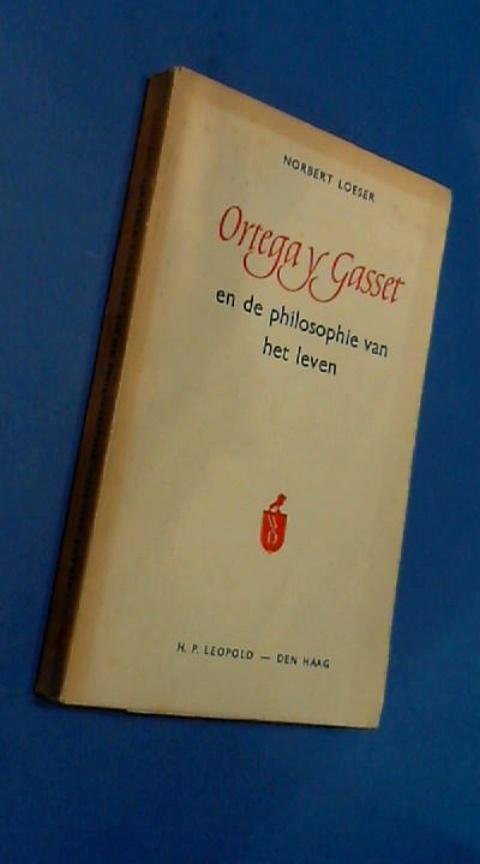 NORBERT LOESER
Ortega y Gasset
en de philosophie van
het leven
H. P. LEOPOLD — DEN HAAG